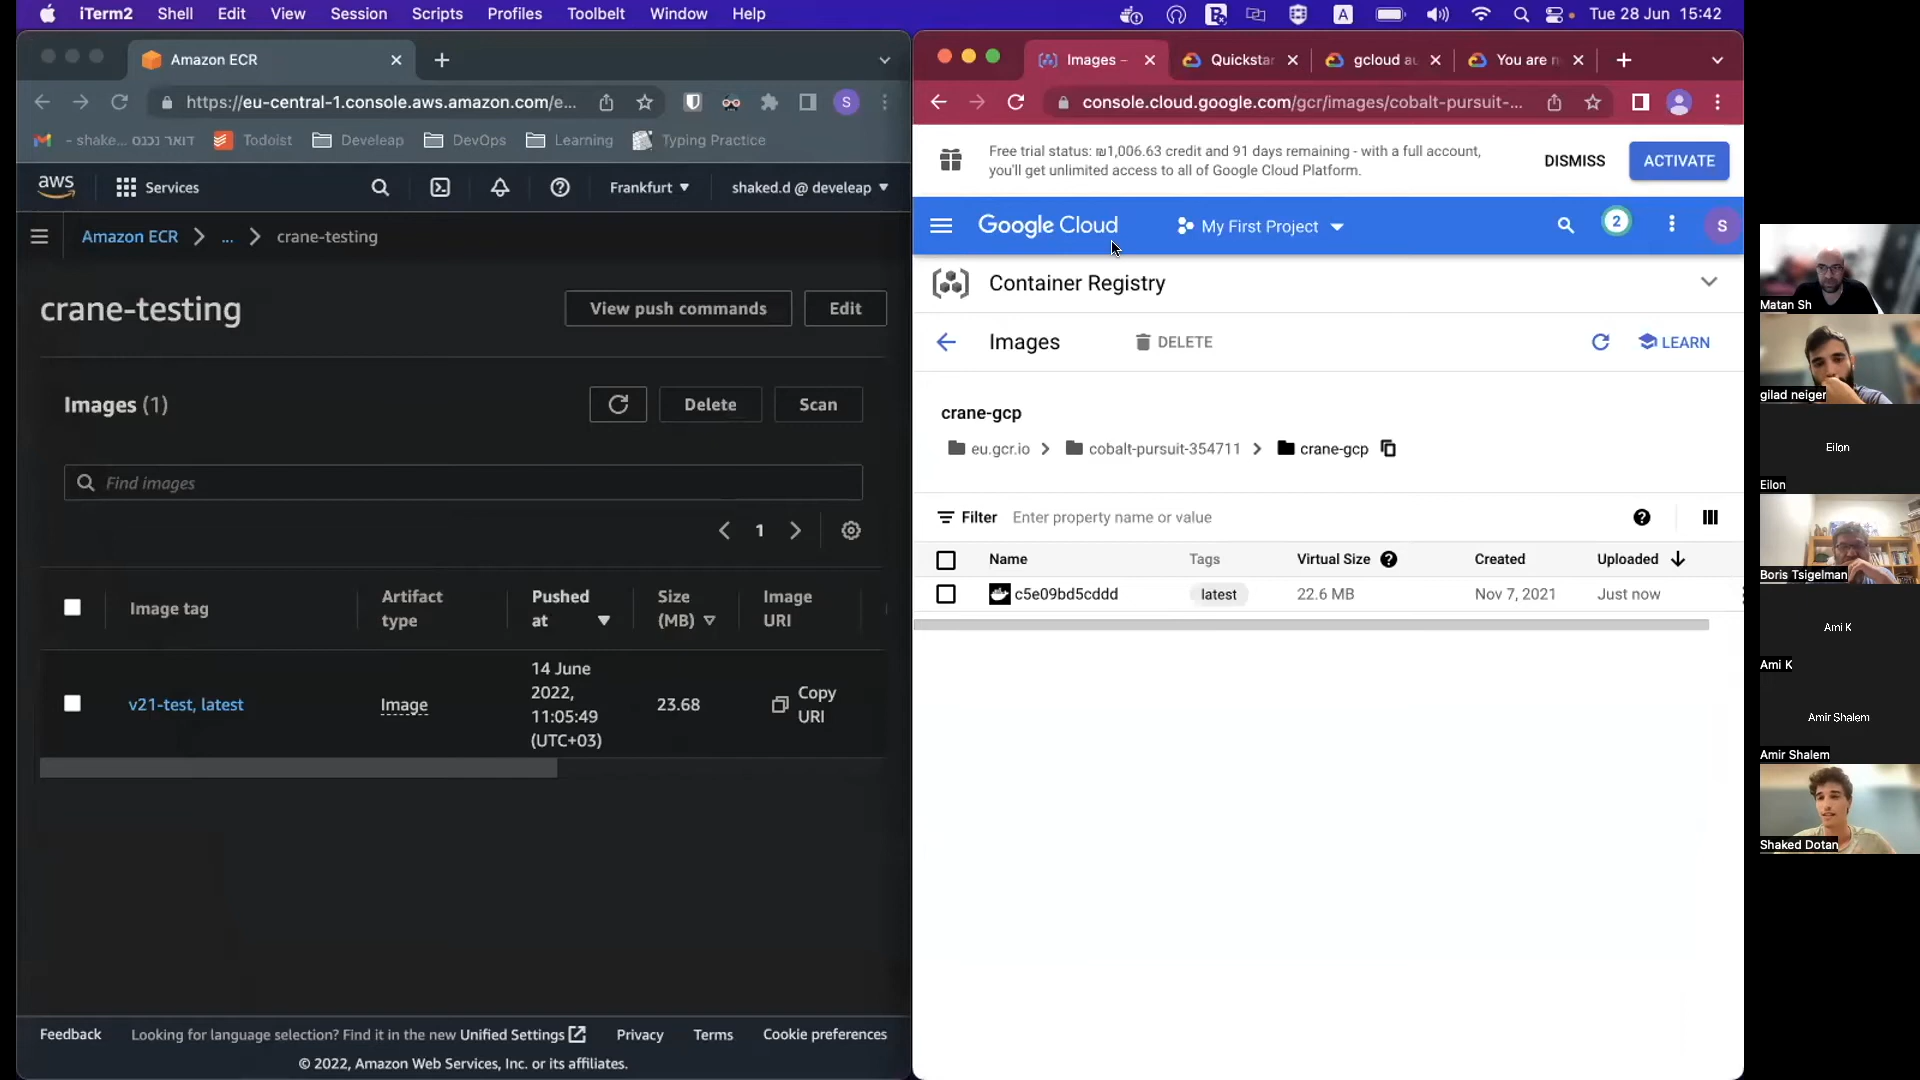 iTerm2 Shell Edit View Session Scripts Profiles Toolbelt Window Help
A Tue 28 Jun 15:42
Amazon ECR
https://eu-central-1.console.aws.amazon.com/e...
S
- shake... דואר נכנס Todoist Develeap DevOps Learning Typing Practice
aws Services Frankfurt ▼ shaked.d @ develeap ▼
Amazon ECR > ... > crane-testing
crane-testing
View push commands Edit
Images (1)
Delete Scan
Find images
1
Image tag
Artifact type
Pushed at
Size (MB)
Image URI
v21-test, latest
Image
14 June
2022,
11:05:49
(UTC+03)
23.68
Copy
URI
Feedback Looking for language selection? Find it in the new Unified Settings Privacy Terms Cookie preferences
© 2022, Amazon Web Services, Inc. or its affiliates.
Images – Quickstar gcloud au You are n
console.cloud.google.com/gcr/images/cobalt-pursuit-...
Free trial status: ₪1,006.63 credit and 91 days remaining - with a full account,
you'll get unlimited access to all of Google Cloud Platform.
DISMISS ACTIVATE
Google Cloud My First Project 2 S
Container Registry
Images DELETE LEARN
crane-gcp
eu.gcr.io > cobalt-pursuit-354711 > crane-gcp
Filter Enter property name or value
Name Tags Virtual Size Created Uploaded
c5e09bd5cddd latest 22.6 MB Nov 7, 2021 Just now
Matan Sh
gilad neiger
Eilon
Eilon
Boris Tsigelman
Ami K
Ami K
Amir Shalem
Amir Shalem
Shaked Dotan